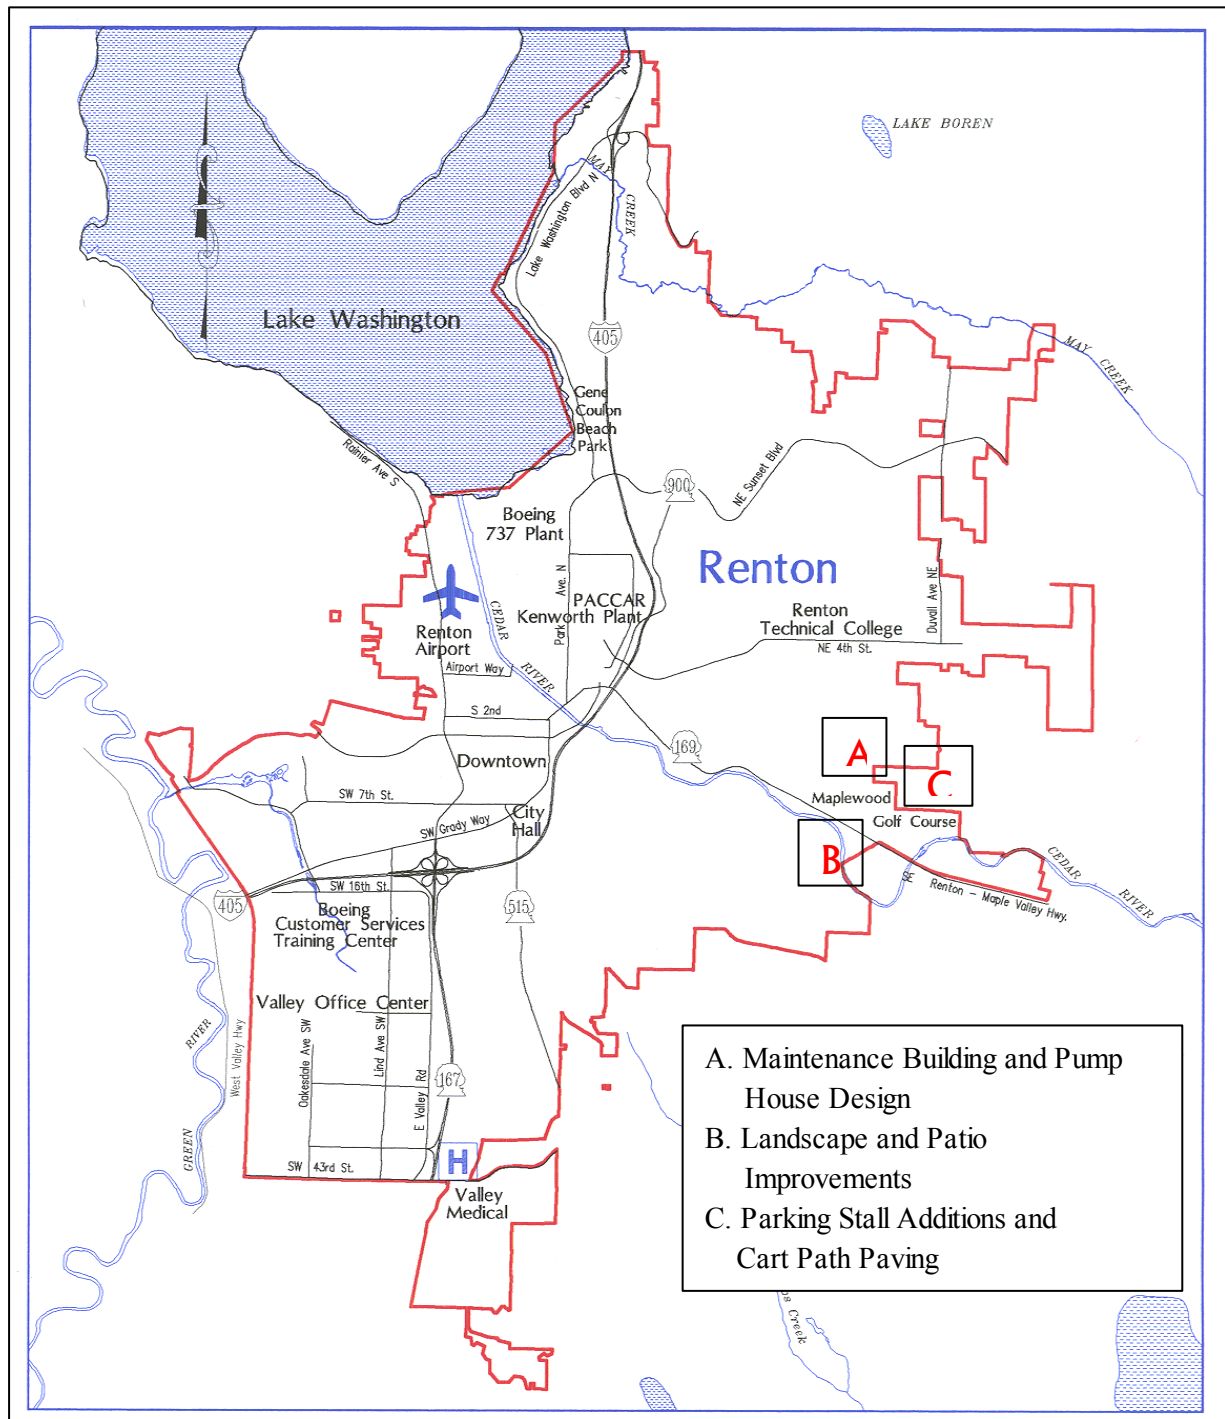 LAKE BOREN
MAY
CREEK
Lake Washington Blvd N
Lake Washington
405
MAY CREEK
Gene
Coulon
Beach
Park
Rainier Ave S
NE Sunset Blvd
900
Boeing
737 Plant
Renton
Park Ave. N
PACCAR
Kenworth Plant
CEDAR
RIVER
Renton
Airport
Airport Way
Renton
Technical College
NE 4th St.
Duvall Ave NE
S 2nd
169
A
C
Downtown
Maplewood
Golf Course
SW 7th St.
City
Hall
SW Grady Way
B
CEDAR
RIVER
SE Renton - Maple Valley Hwy.
SW 16th St.
405
515
Boeing
Customer Services
Training Center
Valley Office Center
GREEN
RIVER
West Valley Hwy
Oakesdale Ave SW
Lind Ave SW
E Valley Rd
167
SW 43rd St.
H
Valley
Medical
A. Maintenance Building and Pump
House Design
B. Landscape and Patio
Improvements
C. Parking Stall Additions and
Cart Path Paving
Creek